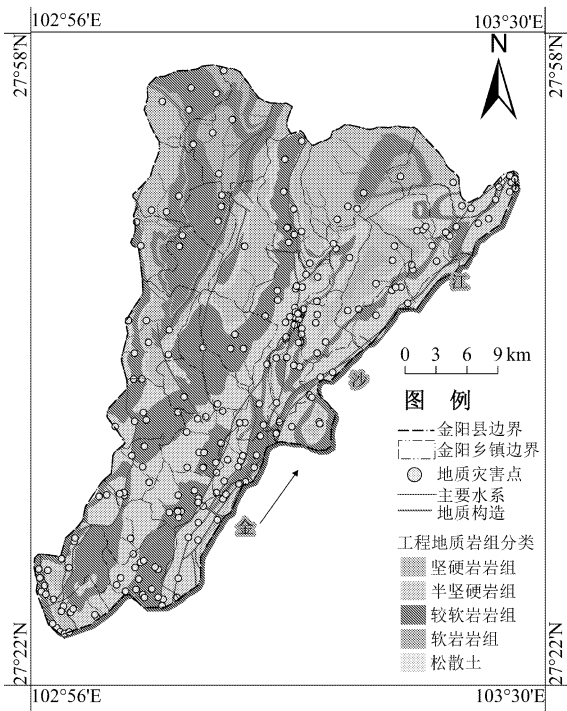 102°56'E
103°30'E
27°58'N
27°58'N
N
江
0 3 6 9 km
沙
图 例
金阳县边界
金阳乡镇边界
地质灾害点
主要水系
地质构造
金
工程地质岩组分类
坚硬岩岩组
半坚硬岩组
较软岩岩组
软岩岩组
松散土
27°22'N
27°22'N
102°56'E
103°30'E